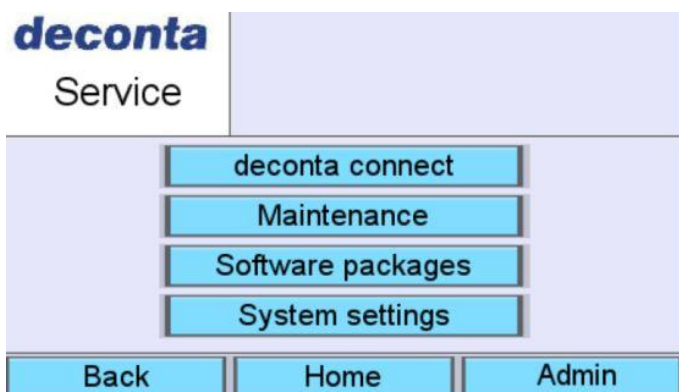 deconta
Service
deconta connect
Maintenance
Software packages
System settings
Back Home Admin